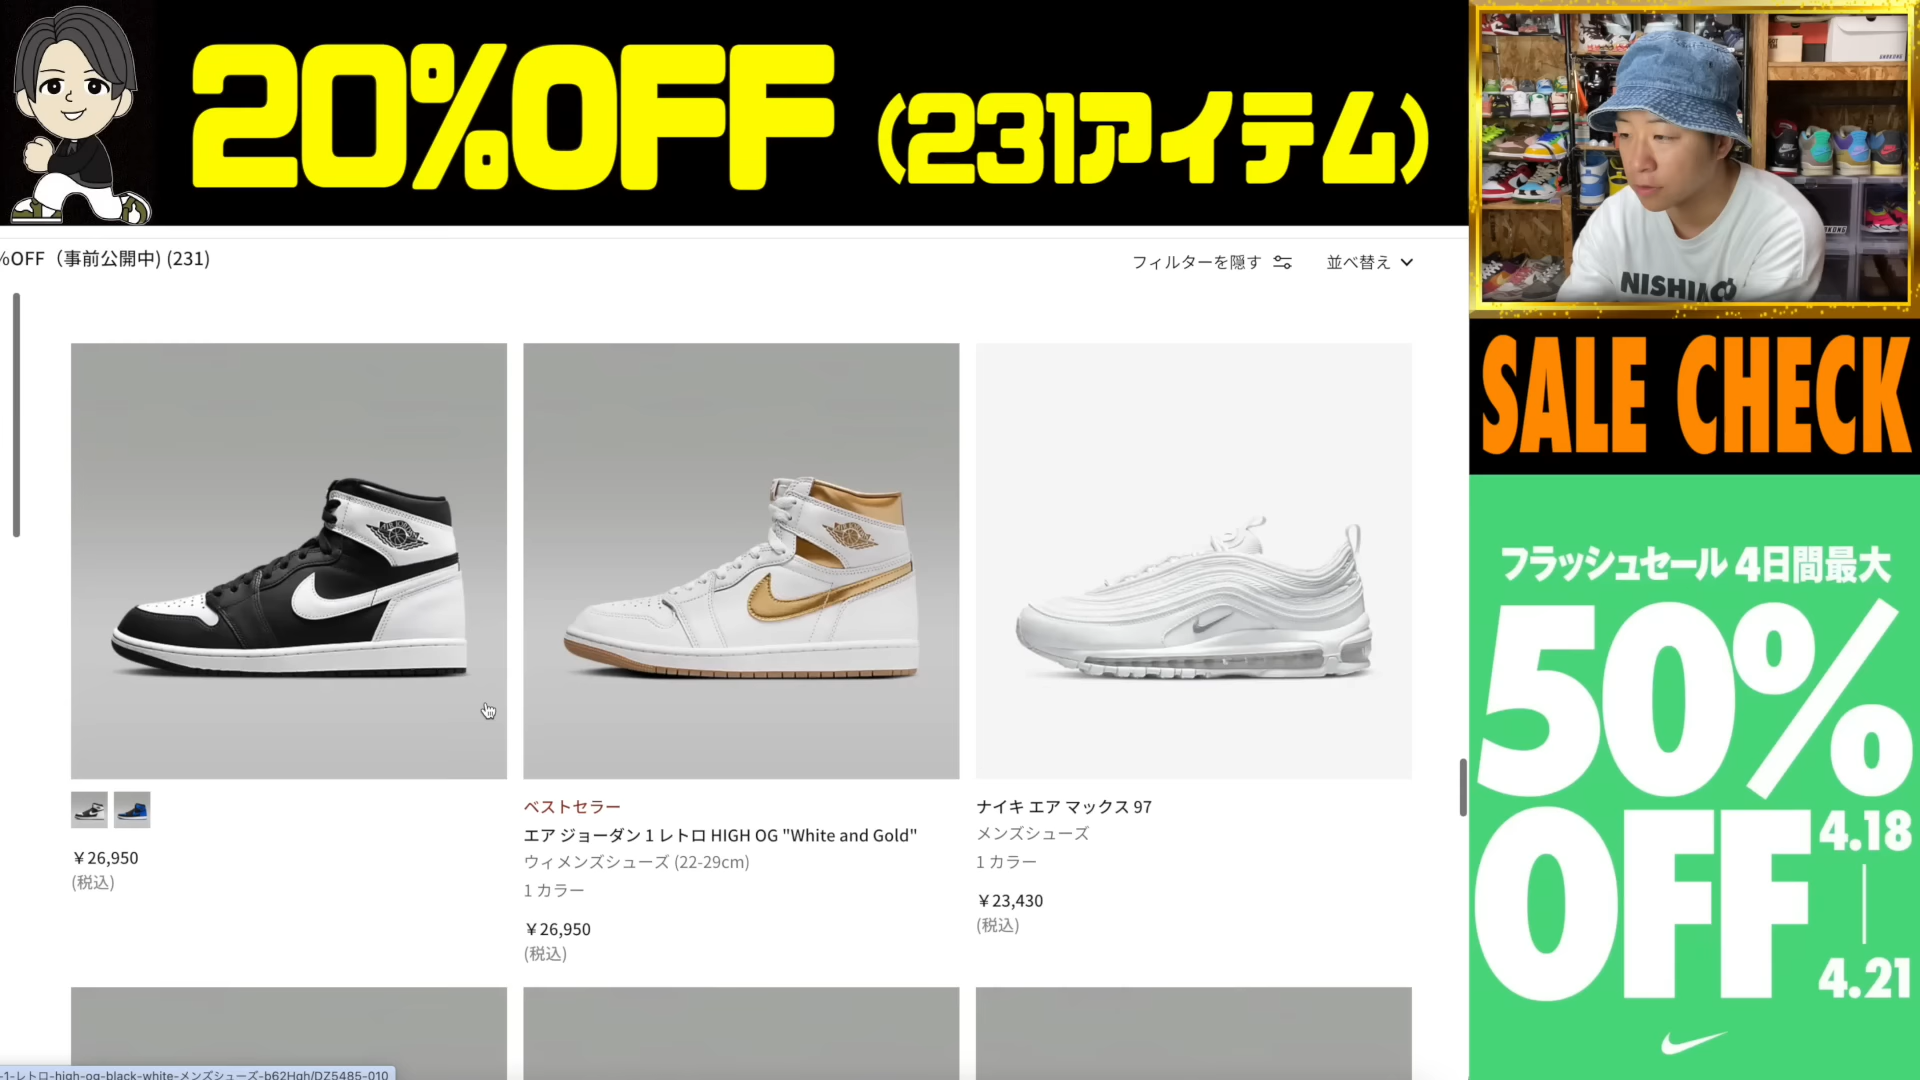 20%OFF (231アイテム)
%OFF（事前公開中) (231)
フィルターを隠す
並べ替え
￥26,950
(税込)
ベストセラー
エア ジョーダン 1 レトロ HIGH OG "White and Gold"
ウィメンズシューズ (22-29cm)
1 カラー
￥26,950
(税込)
ナイキ エア マックス 97
メンズシューズ
1 カラー
￥23,430
(税込)
-1-レトロ-high-og-black-white-メンズシューズ-b62Hqh/DZ5485-010
SALE CHECK
フラッシュセール 4日間最大
50%
OFF
4.18
4.21